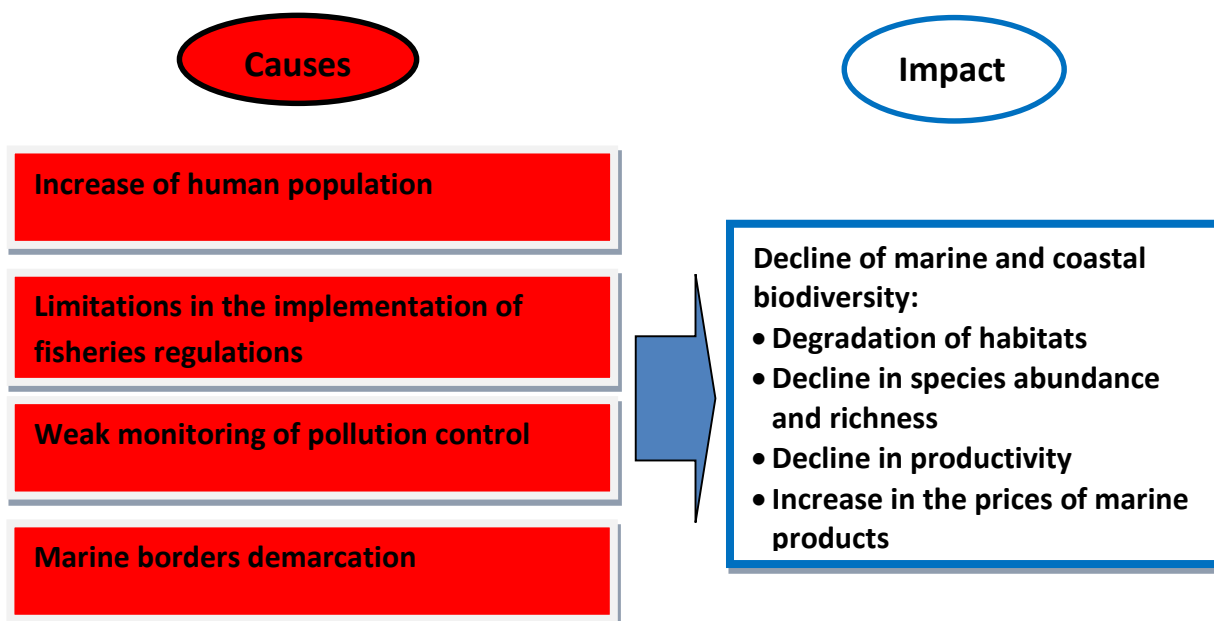 Causes
Impact
Increase of human population
Limitations in the implementation of
fisheries regulations
Weak monitoring of pollution control
Marine borders demarcation
Decline of marine and coastal
biodiversity:
• Degradation of habitats
• Decline in species abundance
and richness
• Decline in productivity
• Increase in the prices of marine
products